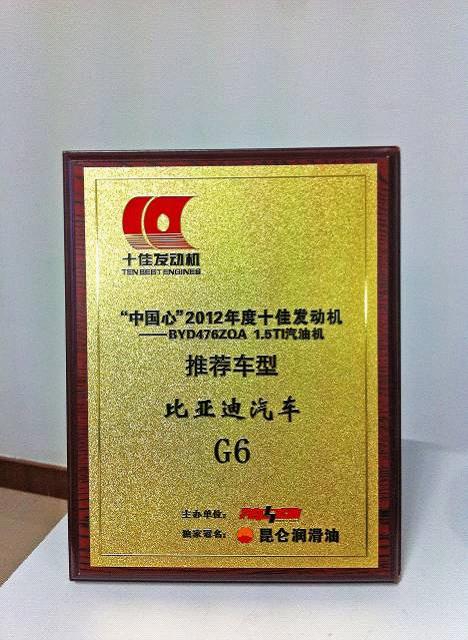 十佳发动机
TEN BEST ENGINES
“中国心”2012年度十佳发动机
——BYD476ZQA 1.5TI汽油机
推荐车型
比亚迪汽车
G6
主办单位：
独家冠名： 昆仑润滑油